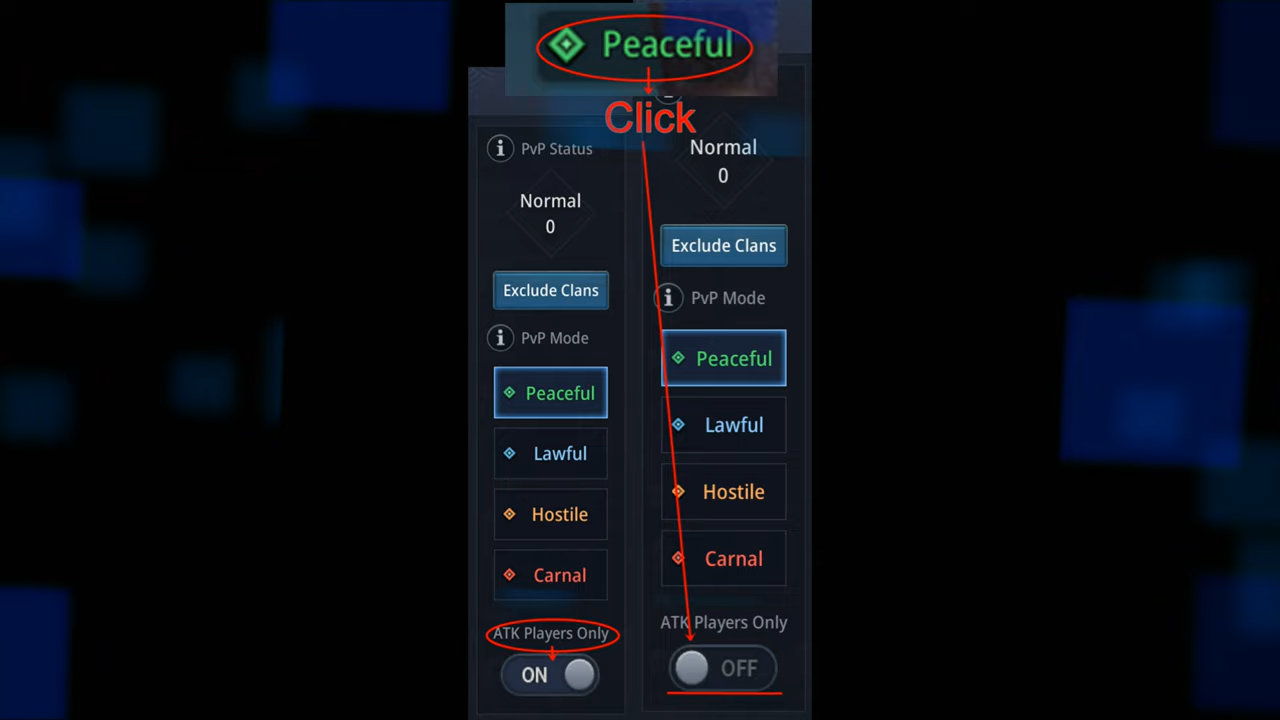 Peaceful
Click
PvP Status
Normal
0
Exclude Clans
PvP Mode
Peaceful
Lawful
Hostile
Carnal
ATK Players Only
ON
Normal
0
Exclude Clans
PvP Mode
Peaceful
Lawful
Hostile
Carnal
ATK Players Only
OFF